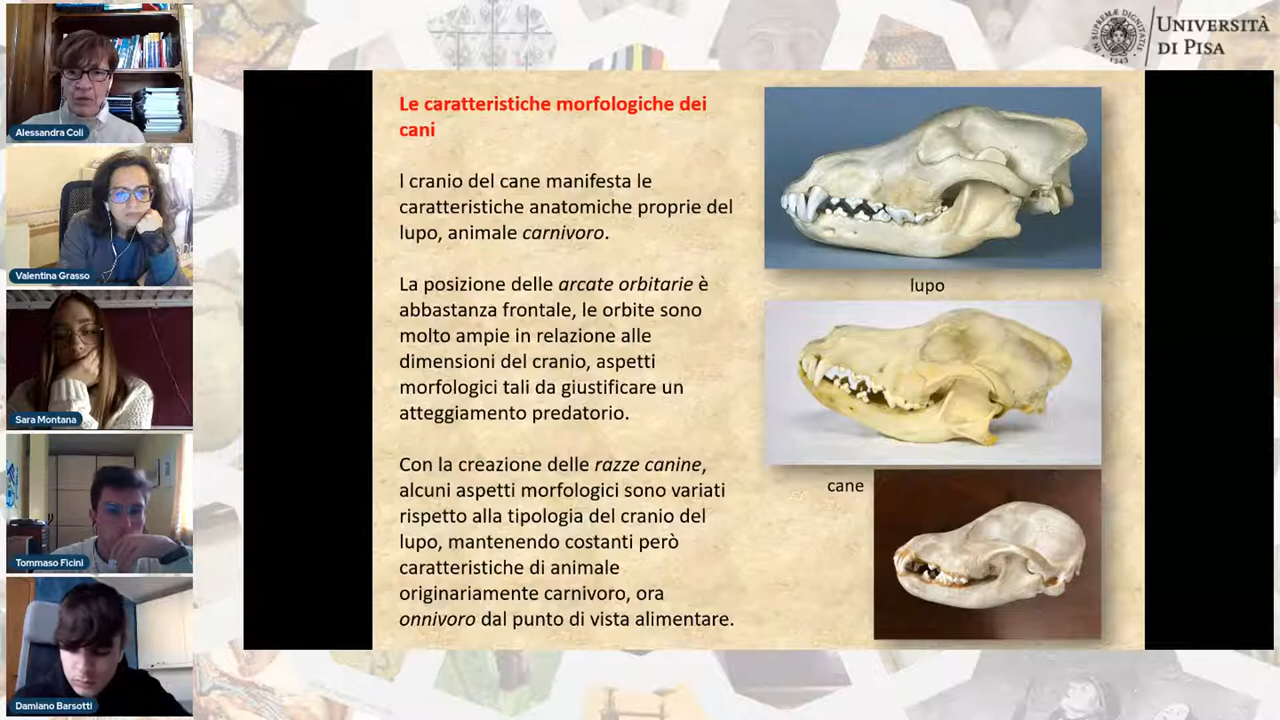 Alessandra Coli
Valentina Grasso
Sara Montana
Tommaso Ficini
Damiano Barsotti
IN SUPREMÆ DIGNITATIS
1343
UNIVERSITÀ
DI PISA
Le caratteristiche morfologiche dei
cani
l cranio del cane manifesta le
caratteristiche anatomiche proprie del
lupo, animale carnivoro.
La posizione delle arcate orbitarie è
abbastanza frontale, le orbite sono
molto ampie in relazione alle
dimensioni del cranio, aspetti
morfologici tali da giustificare un
atteggiamento predatorio.
Con la creazione delle razze canine,
alcuni aspetti morfologici sono variati
rispetto alla tipologia del cranio del
lupo, mantenendo costanti però
caratteristiche di animale
originariamente carnivoro, ora
onnivoro dal punto di vista alimentare.
lupo
cane